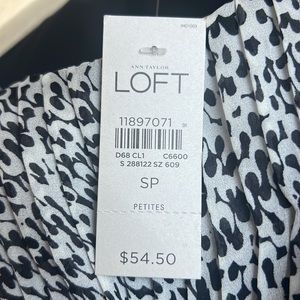 ANN TAYLOR
LOFT
11897071
D68 CL1 C6600
S 288122 SZ 609
SP
PETITES
$54.50